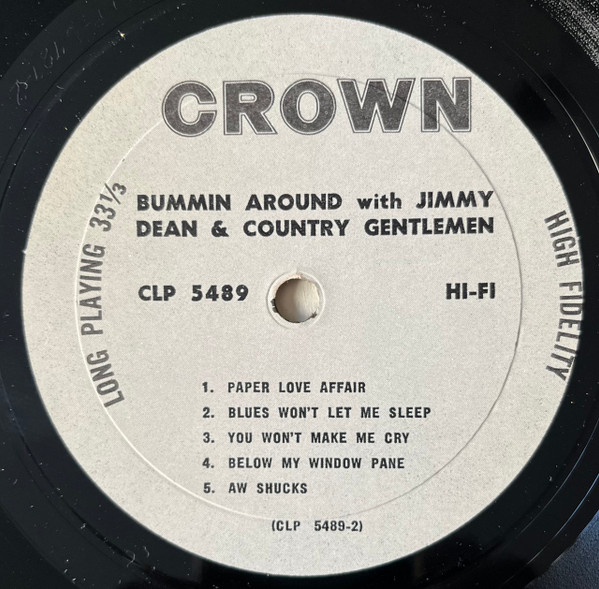 CROWN
BUMMIN AROUND with JIMMY
DEAN & COUNTRY GENTLEMEN
CLP 5489
HI-FI
LONG PLAYING 33⅓
HIGH FIDELITY
1. PAPER LOVE AFFAIR
2. BLUES WON'T LET ME SLEEP
3. YOU WON'T MAKE ME CRY
4. BELOW MY WINDOW PANE
5. AW SHUCKS
(CLP 5489-2)